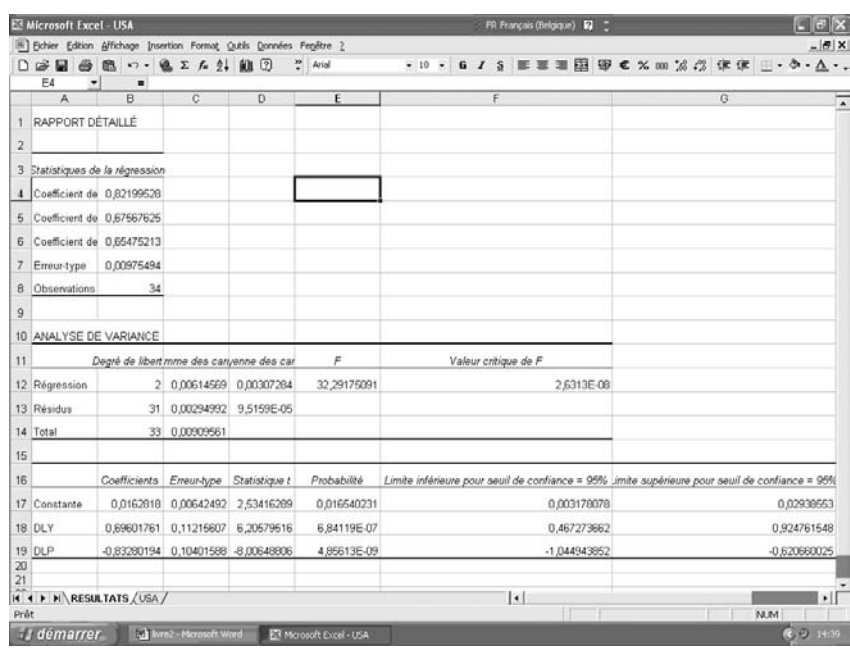 Microsoft Excel - USA
FR Français (Belgique)
Fichier Edition Affichage Insertion Format Outils Données Fenêtre ?
Arial 10 G I S € % 000
E4
A B C D E F G
1 RAPPORT DÉTAILLÉ
2
3 Statistiques de la régression
4 Coefficient de 0,82199528
5 Coefficient de 0,67567625
6 Coefficient de 0,65475213
7 Erreur-type 0,00975494
8 Observations 34
9
10 ANALYSE DE VARIANCE
11 Degré de libert mme des carr yenne des car F Valeur critique de F
12 Régression 2 0,00614569 0,00307284 32,29175091 2,6313E-08
13 Résidus 31 0,00294992 9,5159E-05
14 Total 33 0,00909561
15
16 Coefficients Erreur-type Statistique t Probabilité Limite inférieure pour seuil de confiance = 95% imite supérieure pour seuil de confiance = 95%
17 Constante 0,0162818 0,00642492 2,53416289 0,016540231 0,003178078 0,02938553
18 DLY 0,69601761 0,11215607 6,20579516 6,84119E-07 0,467273662 0,924761548
19 DLP -0,83280194 0,10401588 -8,00648806 4,85613E-09 -1,044943852 -0,620660025
20
21
RESULTATS / USA /
Prêt NUM
démarrer livre2 - Microsoft Word Microsoft Excel - USA 14:39